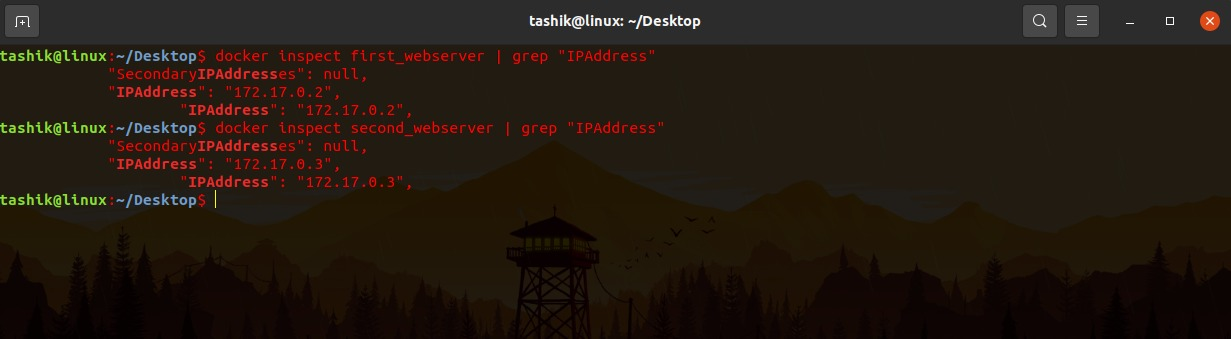 tashik@linux: ~/Desktop
tashik@linux:~/Desktop$ docker inspect first_webserver | grep "IPAddress"
            "SecondaryIPAddresses": null,
            "IPAddress": "172.17.0.2",
                    "IPAddress": "172.17.0.2",
tashik@linux:~/Desktop$ docker inspect second_webserver | grep "IPAddress"
            "SecondaryIPAddresses": null,
            "IPAddress": "172.17.0.3",
                    "IPAddress": "172.17.0.3",
tashik@linux:~/Desktop$